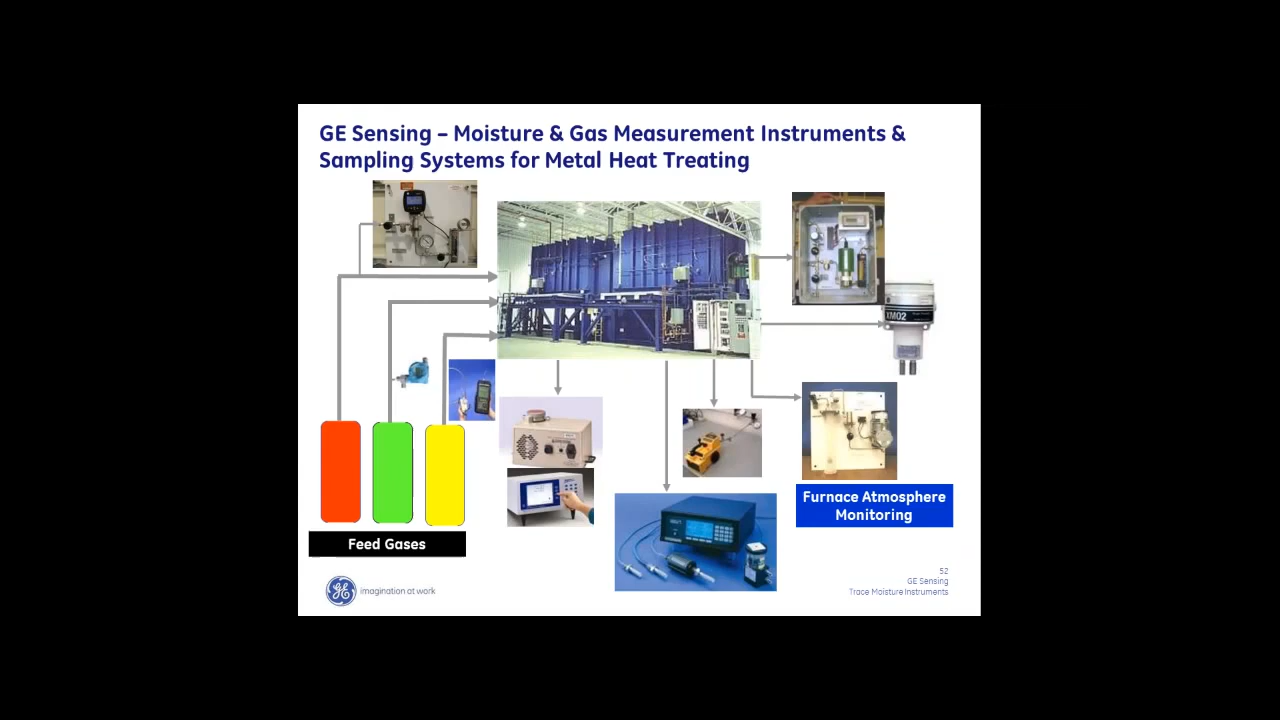 GE Sensing – Moisture & Gas Measurement Instruments &
Sampling Systems for Metal Heat Treating
XMO2
Feed Gases
Furnace Atmosphere
Monitoring
imagination at work
52
GE Sensing
Trace Moisture Instruments